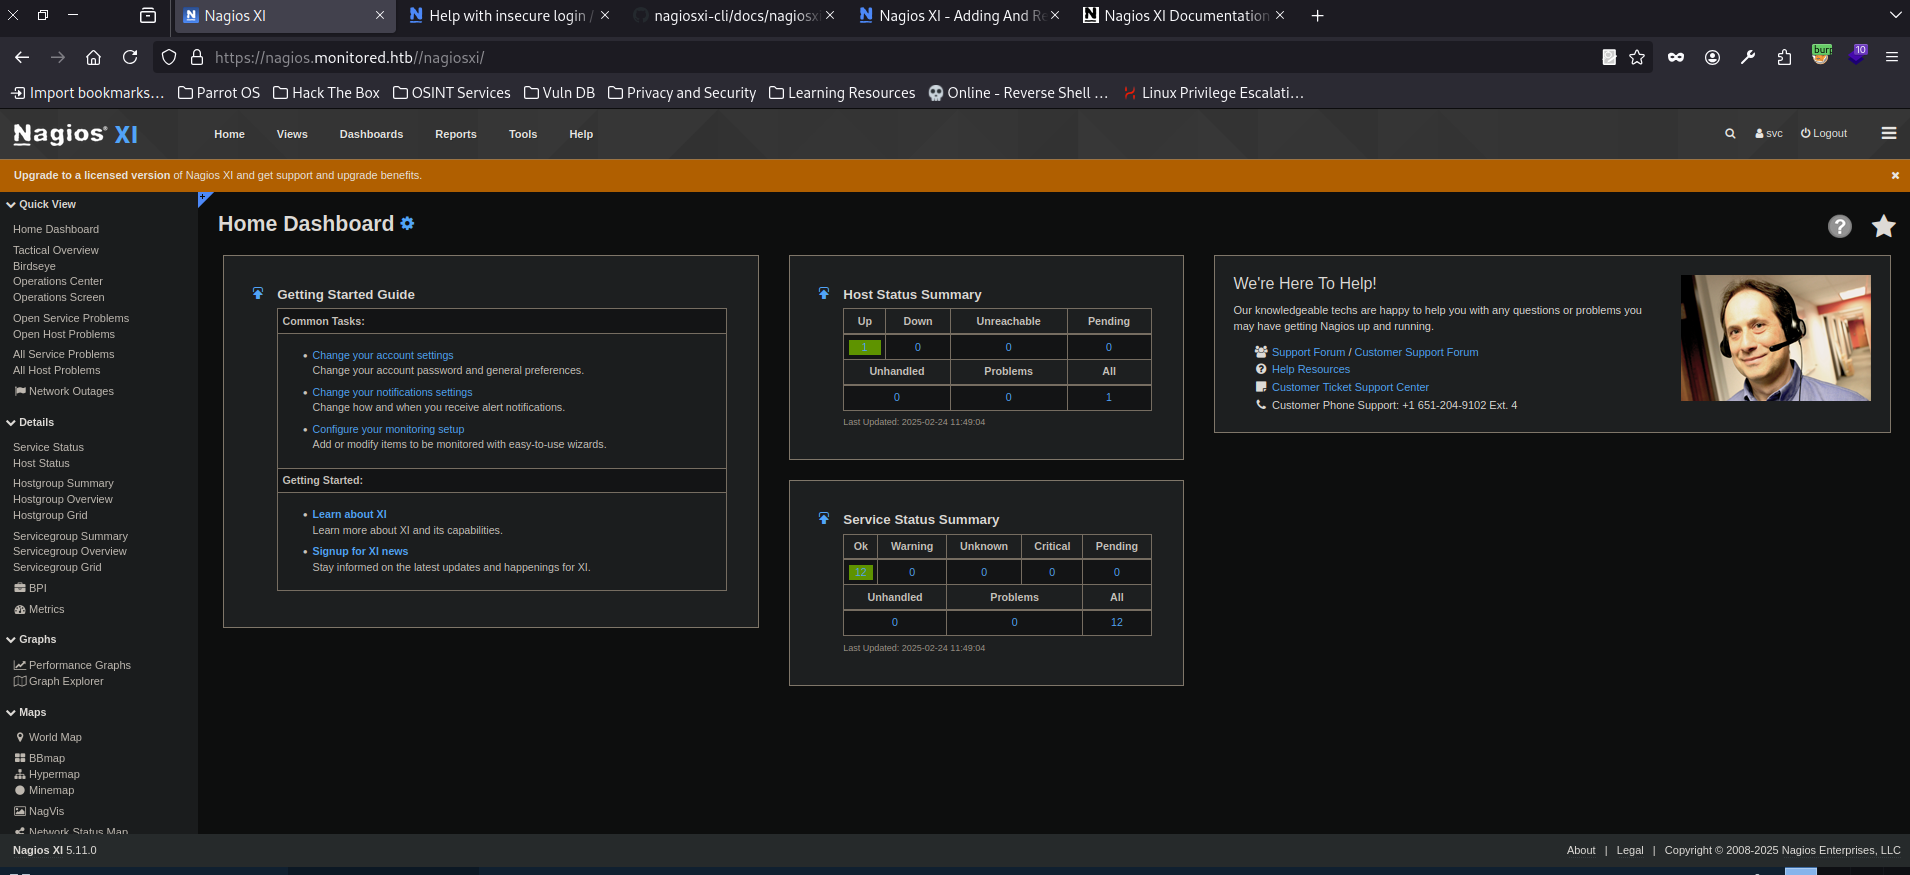 Nagios XI
Help with insecure login /
nagiosxi-cli/docs/nagiosxi
Nagios XI - Adding And Re
Nagios XI Documentation
https://nagios.monitored.htb//nagiosxi/
burp
10
Import bookmarks…
Parrot OS
Hack The Box
OSINT Services
Vuln DB
Privacy and Security
Learning Resources
Online - Reverse Shell …
Linux Privilege Escalati…
Nagios® XI
Home
Views
Dashboards
Reports
Tools
Help
svc
Logout
Upgrade to a licensed version of Nagios XI and get support and upgrade benefits.
Quick View
Home Dashboard
Tactical Overview
Birdseye
Operations Center
Operations Screen
Open Service Problems
Open Host Problems
All Service Problems
All Host Problems
Network Outages
Details
Service Status
Host Status
Hostgroup Summary
Hostgroup Overview
Hostgroup Grid
Servicegroup Summary
Servicegroup Overview
Servicegroup Grid
BPI
Metrics
Graphs
Performance Graphs
Graph Explorer
Maps
World Map
BBmap
Hypermap
Minemap
NagVis
Network Status Map
Home Dashboard
Getting Started Guide
Common Tasks:
• Change your account settings
Change your account password and general preferences.
• Change your notifications settings
Change how and when you receive alert notifications.
• Configure your monitoring setup
Add or modify items to be monitored with easy-to-use wizards.
Getting Started:
• Learn about XI
Learn more about XI and its capabilities.
• Signup for XI news
Stay informed on the latest updates and happenings for XI.
Host Status Summary
Up Down Unreachable Pending
1 0 0 0
Unhandled Problems All
0 0 1
Last Updated: 2025-02-24 11:49:04
Service Status Summary
Ok Warning Unknown Critical Pending
12 0 0 0 0
Unhandled Problems All
0 0 12
Last Updated: 2025-02-24 11:49:04
We're Here To Help!
Our knowledgeable techs are happy to help you with any questions or problems you
may have getting Nagios up and running.
Support Forum / Customer Support Forum
Help Resources
Customer Ticket Support Center
Customer Phone Support: +1 651-204-9102 Ext. 4
Nagios XI 5.11.0
About | Legal | Copyright © 2008-2025 Nagios Enterprises, LLC